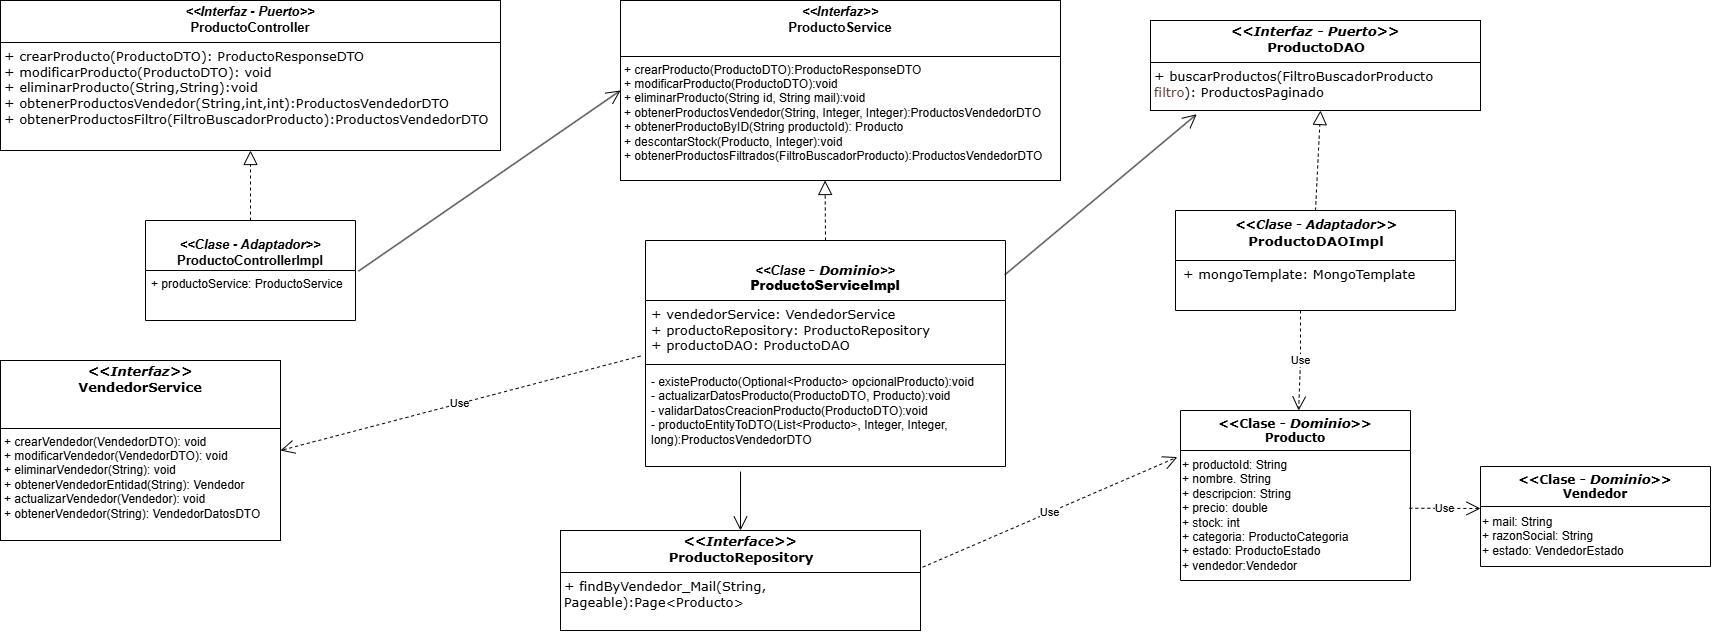 <<Interfaz - Puerto>>
ProductoController
+ crearProducto(ProductoDTO): ProductoResponseDTO
+ modificarProducto(ProductoDTO): void
+ eliminarProducto(String,String):void
+ obtenerProductosVendedor(String,int,int):ProductosVendedorDTO
+ obtenerProductosFiltro(FiltroBuscadorProducto):ProductosVendedorDTO
<<Interfaz>>
ProductoService
+ crearProducto(ProductoDTO):ProductoResponseDTO
+ modificarProducto(ProductoDTO):void
+ eliminarProducto(String id, String mail):void
+ obtenerProductosVendedor(String, Integer, Integer):ProductosVendedorDTO
+ obtenerProductoByID(String productoId): Producto
+ descontarStock(Producto, Integer):void
+ obtenerProductosFiltrados(FiltroBuscadorProducto):ProductosVendedorDTO
<<Interfaz - Puerto>>
ProductoDAO
+ buscarProductos(FiltroBuscadorProducto
filtro): ProductosPaginado
<<Clase - Adaptador>>
ProductoControllerImpl
+ productoService: ProductoService
<<Clase - Dominio>>
ProductoServiceImpl
+ vendedorService: VendedorService
+ productoRepository: ProductoRepository
+ productoDAO: ProductoDAO
- existeProducto(Optional<Producto> opcionalProducto):void
- actualizarDatosProducto(ProductoDTO, Producto):void
- validarDatosCreacionProducto(ProductoDTO):void
- productoEntityToDTO(List<Producto>, Integer, Integer,
long):ProductosVendedorDTO
<<Clase - Adaptador>>
ProductoDAOImpl
+ mongoTemplate: MongoTemplate
Use
<<Interfaz>>
VendedorService
+ crearVendedor(VendedorDTO): void
+ modificarVendedor(VendedorDTO): void
+ eliminarVendedor(String): void
+ obtenerVendedorEntidad(String): Vendedor
+ actualizarVendedor(Vendedor): void
+ obtenerVendedor(String): VendedorDatosDTO
Use
<<Interface>>
ProductoRepository
+ findByVendedor_Mail(String,
Pageable):Page<Producto>
Use
<<Clase - Dominio>>
Producto
+ productoId: String
+ nombre. String
+ descripcion: String
+ precio: double
+ stock: int
+ categoria: ProductoCategoria
+ estado: ProductoEstado
+ vendedor:Vendedor
Use
<<Clase - Dominio>>
Vendedor
+ mail: String
+ razonSocial: String
+ estado: VendedorEstado